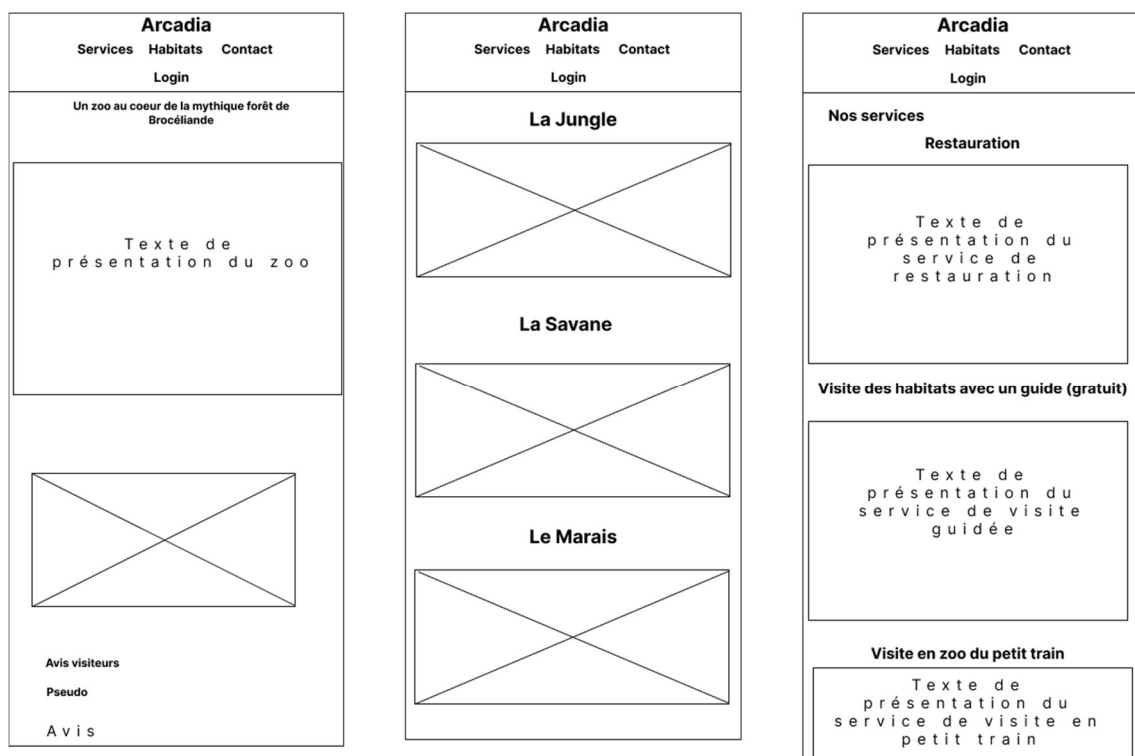 Arcadia
Services Habitats Contact
Login
Un zoo au coeur de la mythique forêt de
Brocéliande
Texte de
présentation du zoo
Avis visiteurs
Pseudo
Avis
Arcadia
Services Habitats Contact
Login
La Jungle
La Savane
Le Marais
Arcadia
Services Habitats Contact
Login
Nos services
Restauration
Texte de
présentation du
service de
restauration
Visite des habitats avec un guide (gratuit)
Texte de
présentation du
service de visite
guidée
Visite en zoo du petit train
Texte de
présentation du
service de visite en
petit train